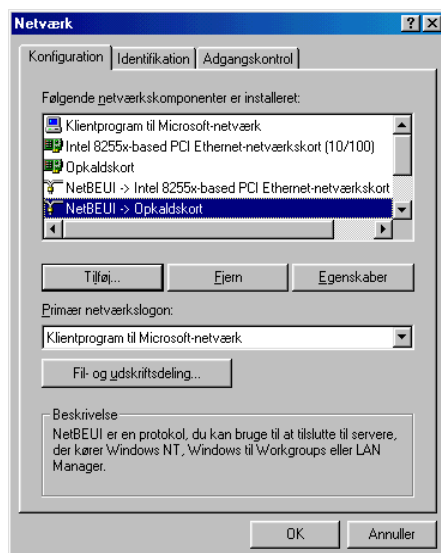 Netværk
Konfiguration Identifikation Adgangskontrol
Følgende netværkskomponenter er installeret:
Klientprogram til Microsoft-netværk
Intel 8255x-based PCI Ethernet-netværkskort (10/100)
Opkaldskort
NetBEUI -> Intel 8255x-based PCI Ethernet-netværkskort
NetBEUI -> Opkaldskort
Tilføj... Fjern Egenskaber
Primær netværkslogon:
Klientprogram til Microsoft-netværk
Fil- og udskriftsdeling...
Beskrivelse
NetBEUI er en protokol, du kan bruge til at tilslutte til servere,
der kører Windows NT, Windows til Workgroups eller LAN
Manager.
OK Annuller